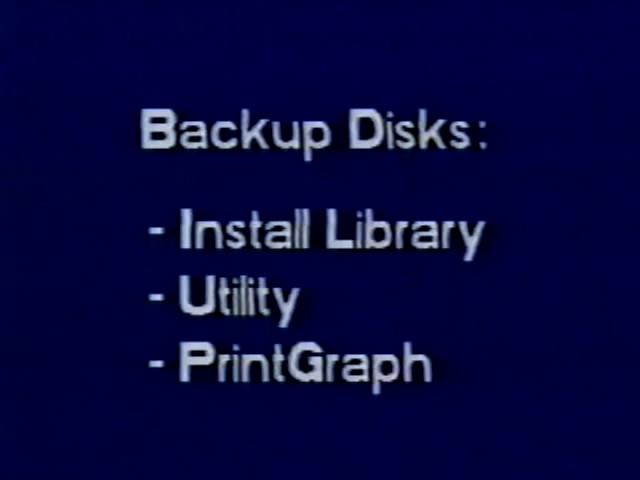 Backup Disks:
- Install Library
- Utility
- PrintGraph